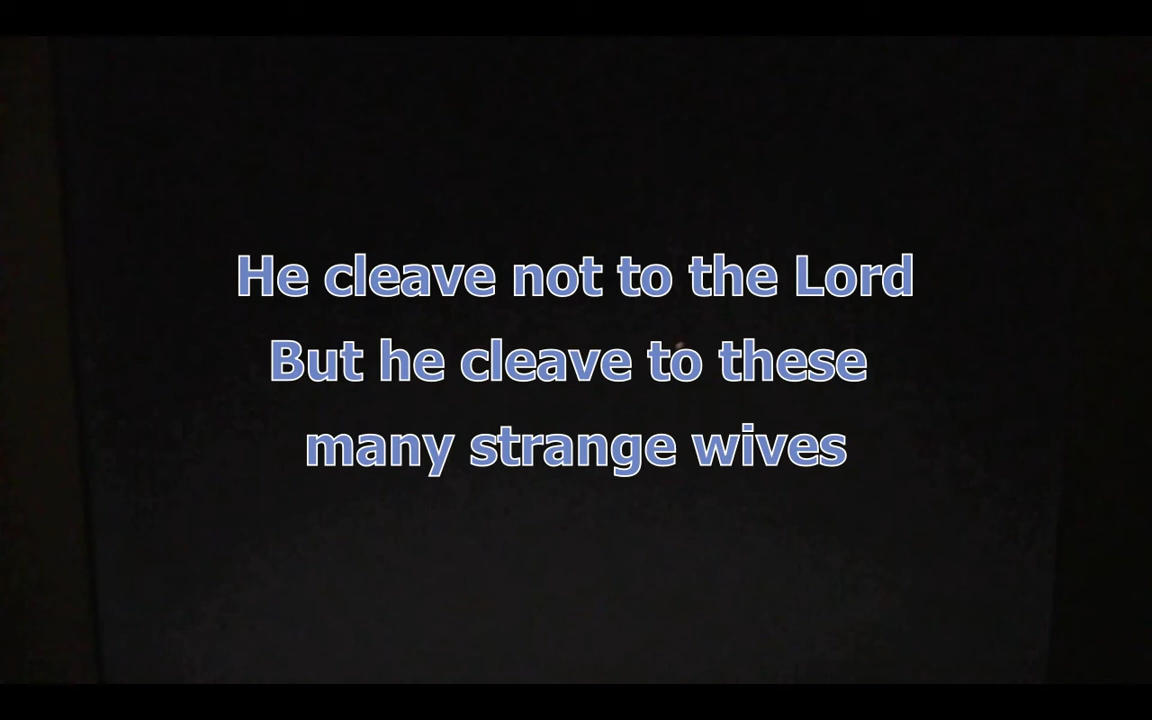 He cleave not to the Lord
But he cleave to these
many strange wives